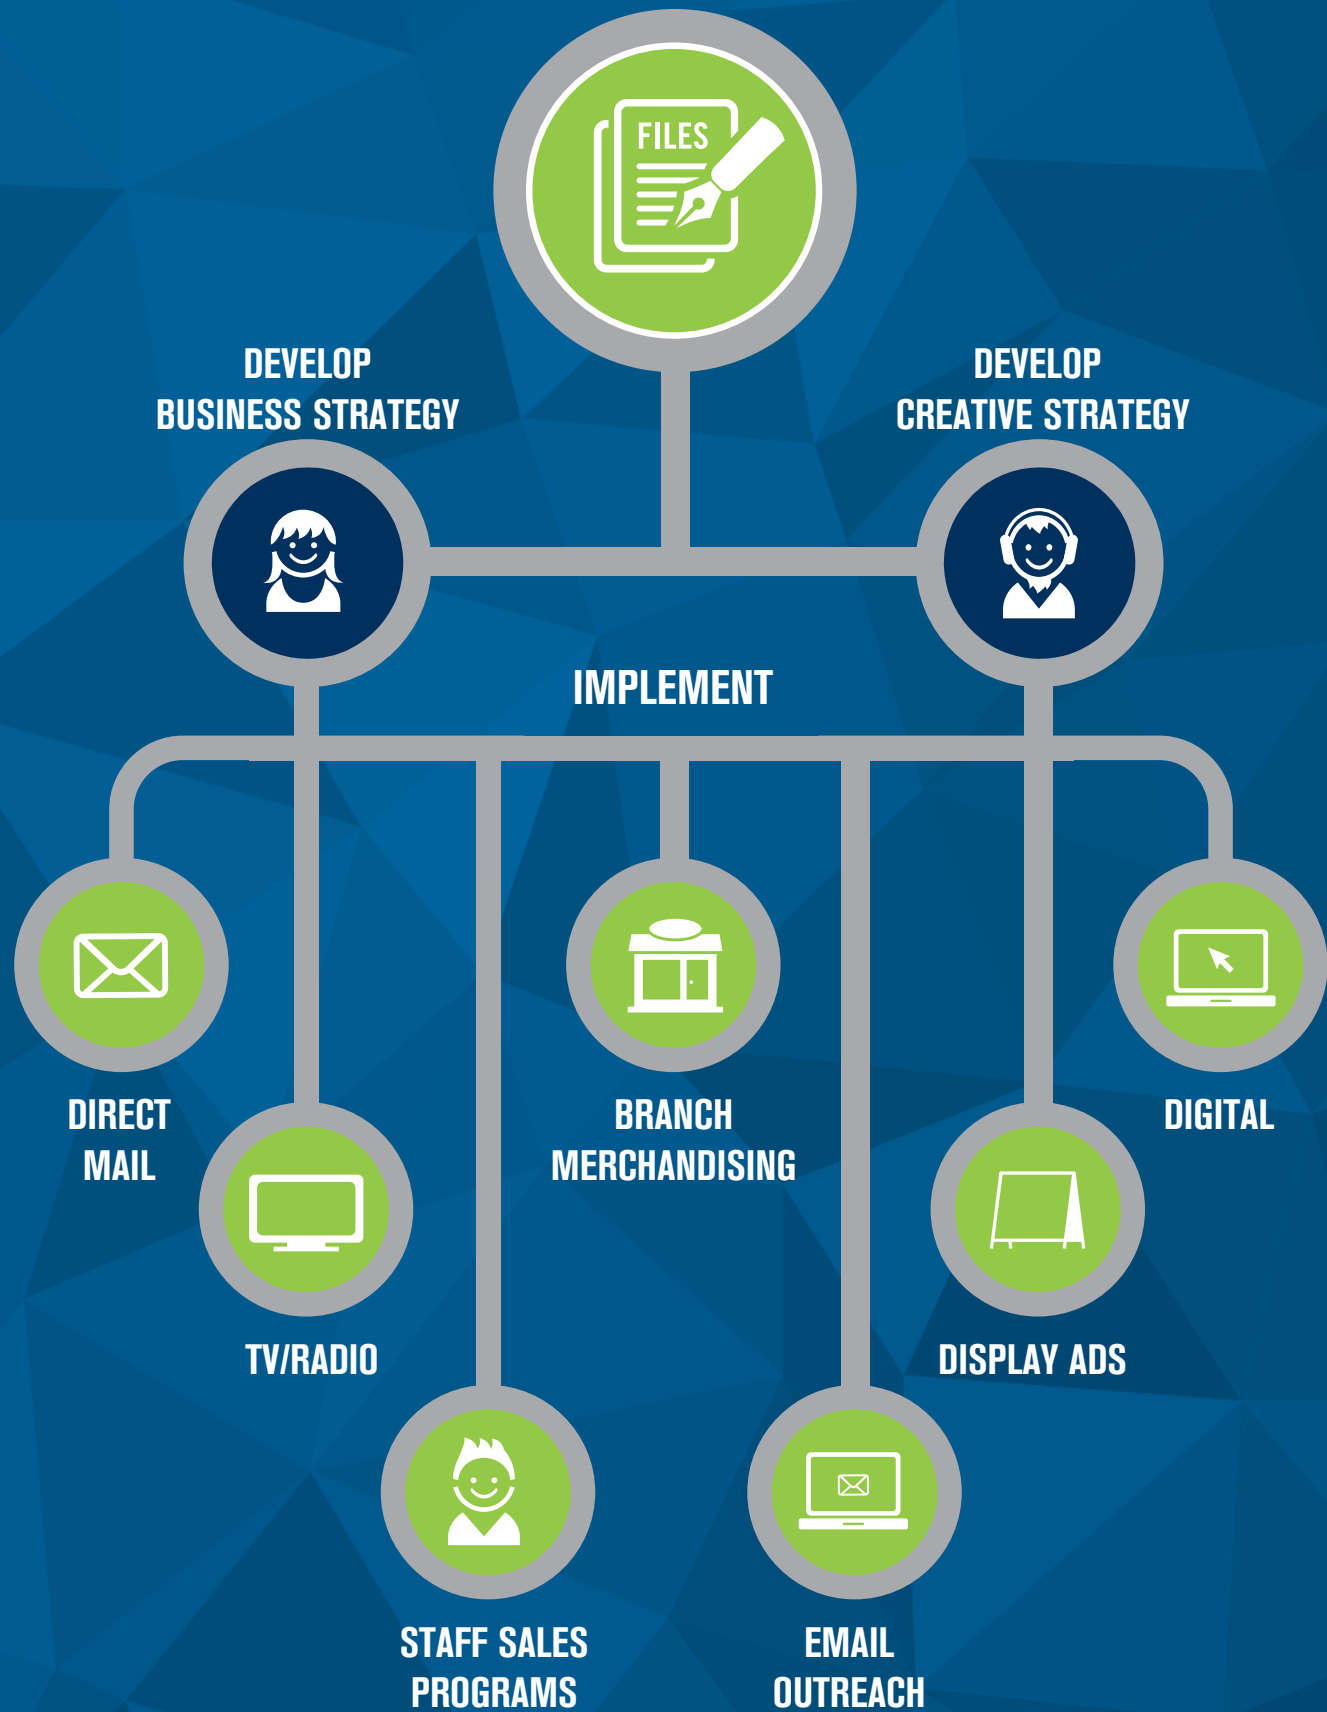 FILES
DEVELOP
BUSINESS STRATEGY
DEVELOP
CREATIVE STRATEGY
IMPLEMENT
DIRECT
MAIL
BRANCH
MERCHANDISING
DIGITAL
TV/RADIO
DISPLAY ADS
STAFF SALES
PROGRAMS
EMAIL
OUTREACH